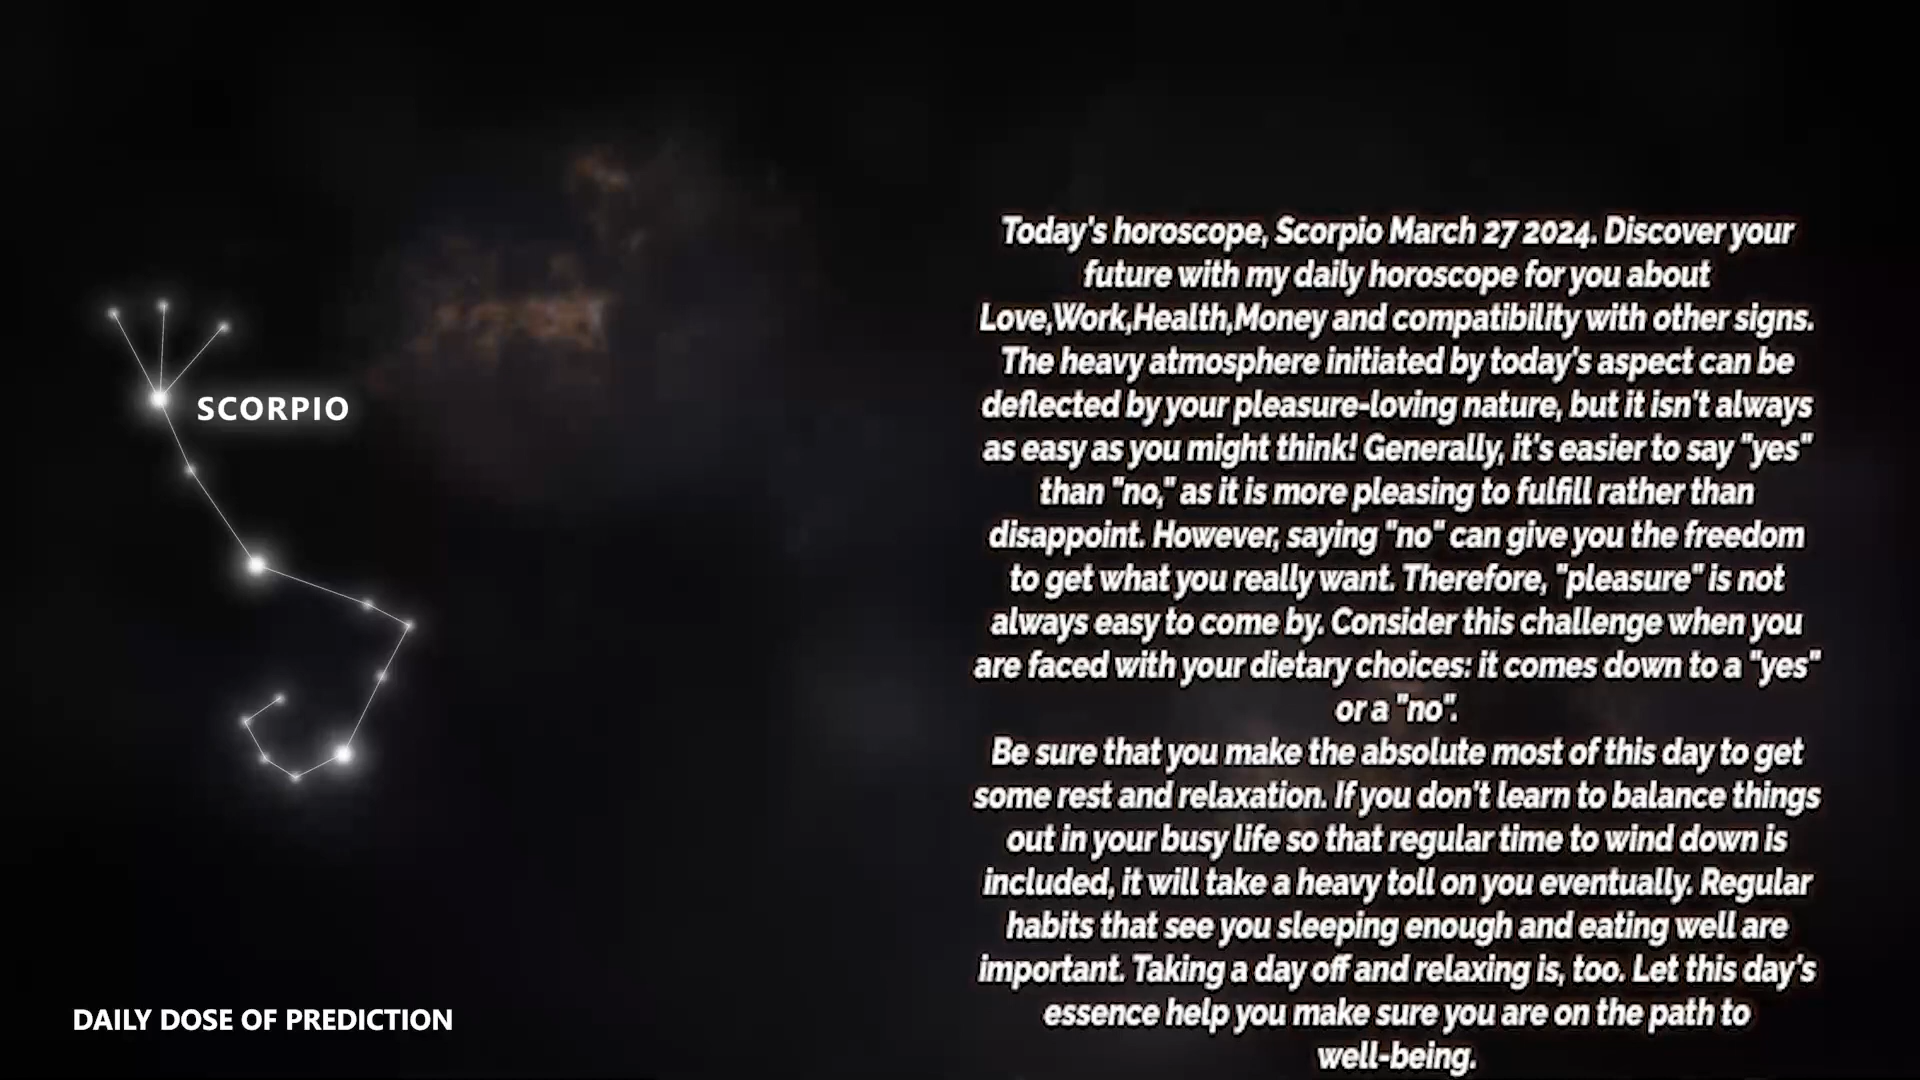 SCORPIO
Today's horoscope, Scorpio March 27 2024. Discover your
future with my daily horoscope for you about
Love,Work,Health,Money and compatibility with other signs.
The heavy atmosphere initiated by today's aspect can be
deflected by your pleasure-loving nature, but it isn't always
as easy as you might think! Generally, it's easier to say "yes"
than "no," as it is more pleasing to fulfill rather than
disappoint. However, saying "no" can give you the freedom
to get what you really want. Therefore, "pleasure" is not
always easy to come by. Consider this challenge when you
are faced with your dietary choices: it comes down to a "yes"
or a "no".
Be sure that you make the absolute most of this day to get
some rest and relaxation. If you don't learn to balance things
out in your busy life so that regular time to wind down is
included, it will take a heavy toll on you eventually. Regular
habits that see you sleeping enough and eating well are
important. Taking a day off and relaxing is, too. Let this day's
essence help you make sure you are on the path to
well-being.
DAILY DOSE OF PREDICTION